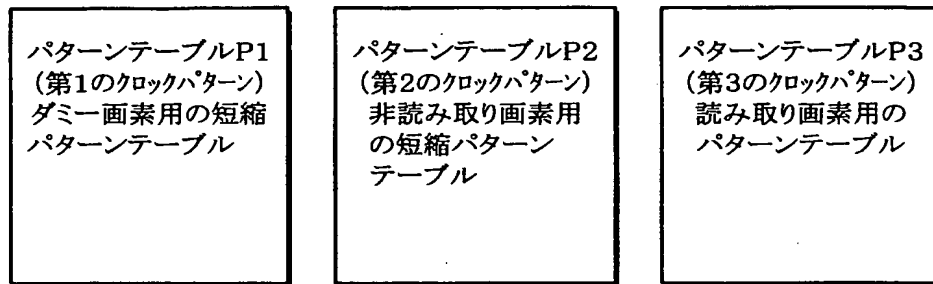 パターンテーブルP1
(第1のクロックパターン)
ダミー画素用の短縮
パターンテーブル
パターンテーブルP2
(第2のクロックパターン)
非読み取り画素用
の短縮パターン
テーブル
パターンテーブルP3
(第3のクロックパターン)
読み取り画素用の
パターンテーブル